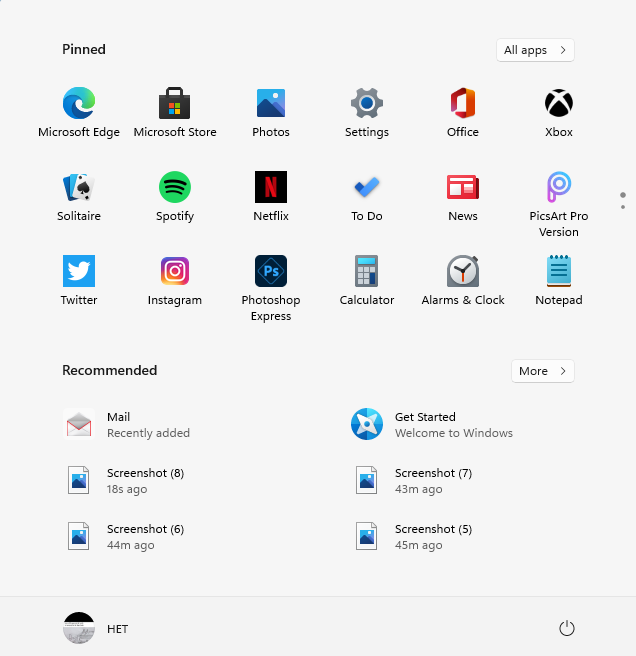 Pinned
All apps
Microsoft Edge
Microsoft Store
Photos
Settings
Office
Xbox
Solitaire
Spotify
Netflix
To Do
News
PicsArt Pro
Version
Twitter
Instagram
Photoshop
Express
Calculator
Alarms & Clock
Notepad
Recommended
More
Mail
Recently added
Get Started
Welcome to Windows
Screenshot (8)
18s ago
Screenshot (7)
43m ago
Screenshot (6)
44m ago
Screenshot (5)
45m ago
HET